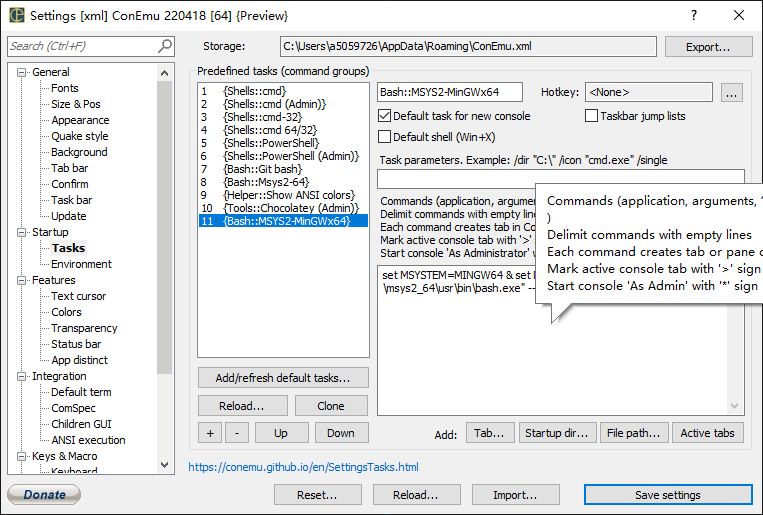 Settings [xml] ConEmu 220418 [64] {Preview}
Search (Ctrl+F)
Storage:
C:\Users\a5059726\AppData\Roaming\ConEmu.xml
Export...
General
Fonts
Size & Pos
Appearance
Quake style
Background
Tab bar
Confirm
Task bar
Update
Startup
Tasks
Environment
Features
Text cursor
Colors
Transparency
Status bar
App distinct
Integration
Default term
ComSpec
Children GUI
ANSI execution
Keys & Macro
Keyboard
Predefined tasks (command groups)
1 {Shells::cmd}
2 {Shells::cmd (Admin)}
3 {Shells::cmd-32}
4 {Shells::cmd 64/32}
5 {Shells::PowerShell}
6 {Shells::PowerShell (Admin)}
7 {Bash::Git bash}
8 {Bash::Msys2-64}
9 {Helper::Show ANSI colors}
10 {Tools::Chocolatey (Admin)}
11 {Bash::MSYS2-MinGWx64}
Add/refresh default tasks...
Reload...
Clone
+
-
Up
Down
Bash::MSYS2-MinGWx64
Hotkey:
<None>
...
Default task for new console
Taskbar jump lists
Default shell (Win+X)
Task parameters. Example: /dir "C:\" /icon "cmd.exe" /single
Commands (application, argumen
Delimit commands with empty lines
Each command creates tab in Co
Mark active console tab with '>'
Start console 'As Administrator' w
Commands (application, arguments,
)
Delimit commands with empty lines
Each command creates tab or pane
Mark active console tab with '>' sign
Start console 'As Admin' with '*' sign
set MSYSTEM=MINGW64 & set
\msys2_64\usr\bin\bash.exe" --
Add:
Tab...
Startup dir...
File path...
Active tabs
https://conemu.github.io/en/SettingsTasks.html
Donate
Reset...
Reload...
Import...
Save settings